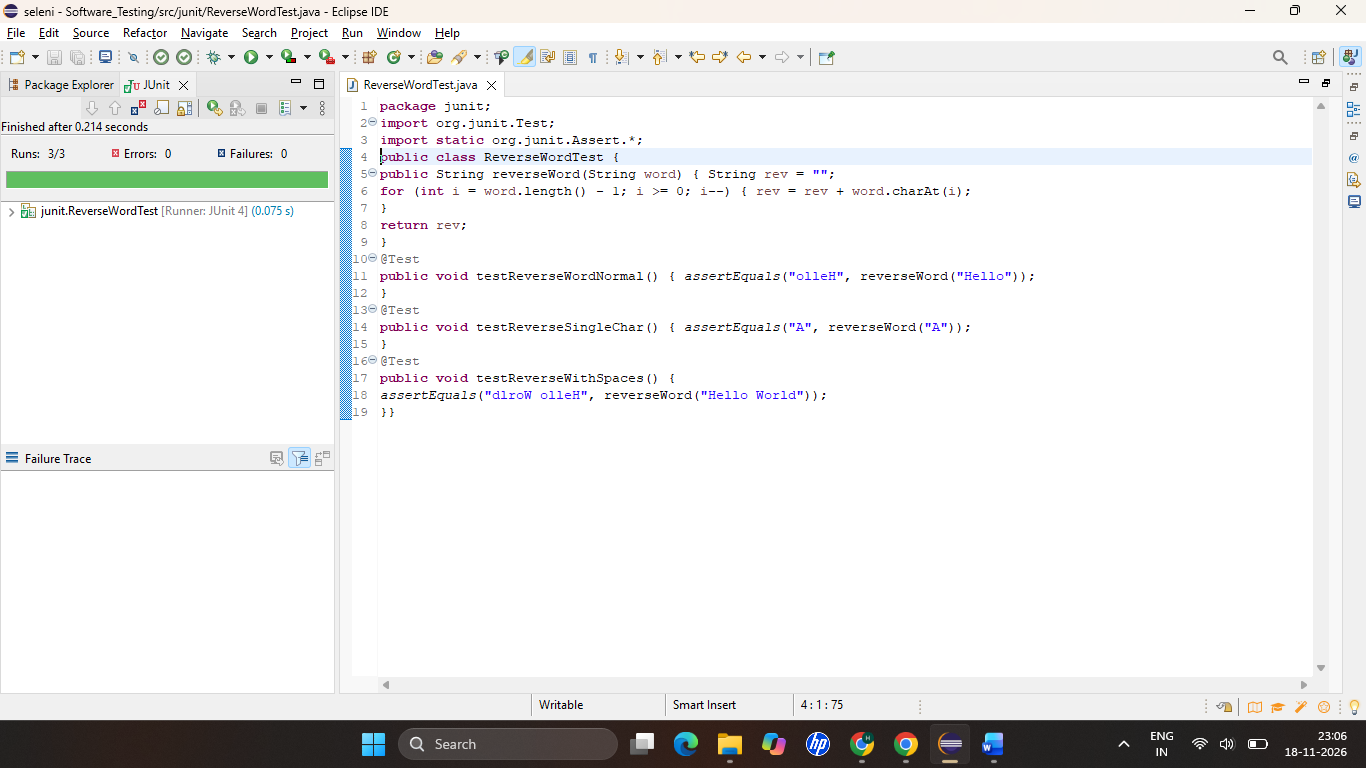 seleni - Software_Testing/src/junit/ReverseWordTest.java - Eclipse IDE
File Edit Source Refactor Navigate Search Project Run Window Help
Package Explorer JUnit
Finished after 0.214 seconds
Runs: 3/3 Errors: 0 Failures: 0
junit.ReverseWordTest [Runner: JUnit 4] (0.075 s)
Failure Trace
ReverseWordTest.java
1 package junit;
2 import org.junit.Test;
3 import static org.junit.Assert.*;
4 public class ReverseWordTest {
5 public String reverseWord(String word) { String rev = "";
6 for (int i = word.length() - 1; i >= 0; i--) { rev = rev + word.charAt(i);
7 }
8 return rev;
9 }
10 @Test
11 public void testReverseWordNormal() { assertEquals("olleH", reverseWord("Hello"));
12 }
13 @Test
14 public void testReverseSingleChar() { assertEquals("A", reverseWord("A"));
15 }
16 @Test
17 public void testReverseWithSpaces() {
18 assertEquals("dlroW olleH", reverseWord("Hello World"));
19 }}
Writable Smart Insert 4 : 1 : 75
Search
ENG
IN
23:06
18-11-2026